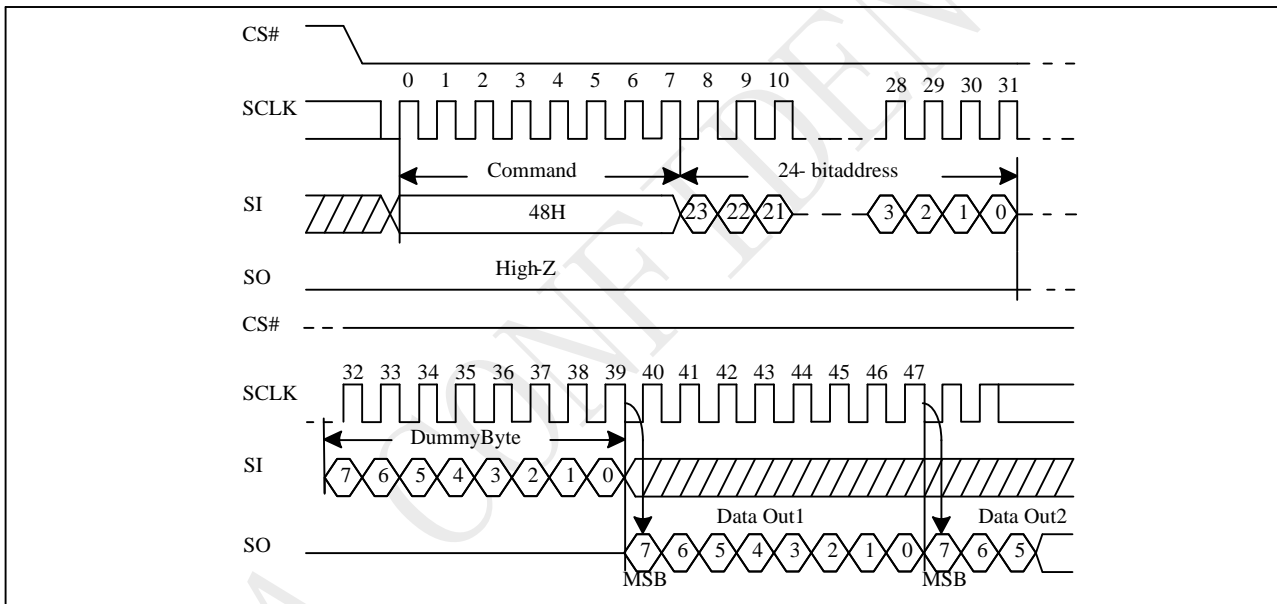 CS#
0 1 2 3 4 5 6 7 8 9 10 28 29 30 31
SCLK
Command 24- bitaddress
SI 48H 23 22 21 3 2 1 0
High-Z
SO
CS#
32 33 34 35 36 37 38 39 40 41 42 43 44 45 46 47
SCLK
DummyByte
SI 7 6 5 4 3 2 1 0
Data Out1 Data Out2
SO 7 6 5 4 3 2 1 0 7 6 5
MSB MSB